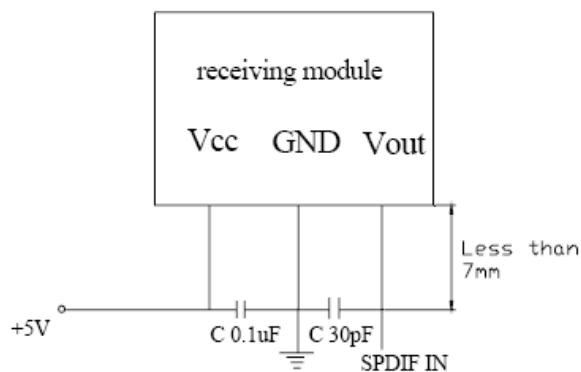 receiving module
Vcc GND Vout
Less than
7mm
+5V
C 0.1uF C 30pF
SPDIF IN